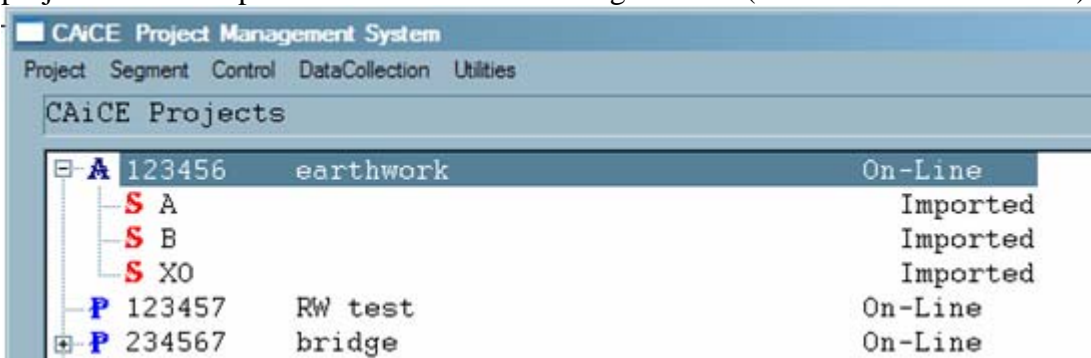 CAiCE Project Management System
Project Segment Control DataCollection Utilities
CAiCE Projects
A 123456 earthwork On-Line
S A Imported
S B Imported
S XO Imported
P 123457 RW test On-Line
P 234567 bridge On-Line